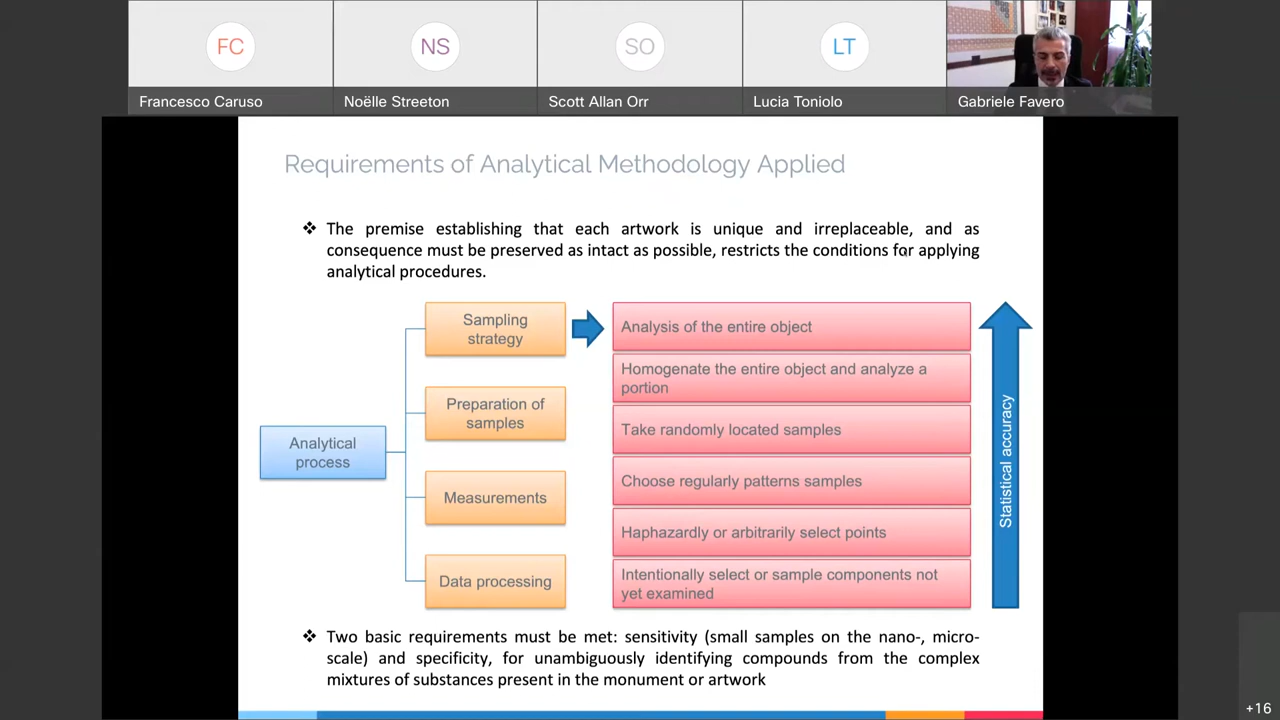 FC
NS
SO
LT
Francesco Caruso
Noëlle Streeton
Scott Allan Orr
Lucia Toniolo
Gabriele Favero
Requirements of Analytical Methodology Applied
❖ The premise establishing that each artwork is unique and irreplaceable, and as
consequence must be preserved as intact as possible, restricts the conditions for applying
analytical procedures.
Analytical
process
Sampling
strategy
Preparation of
samples
Measurements
Data processing
Analysis of the entire object
Homogenate the entire object and analyze a
portion
Take randomly located samples
Choose regularly patterns samples
Haphazardly or arbitrarily select points
Intentionally select or sample components not
yet examined
Statistical accuracy
❖ Two basic requirements must be met: sensitivity (small samples on the nano-, micro-
scale) and specificity, for unambiguously identifying compounds from the complex
mixtures of substances present in the monument or artwork
+16